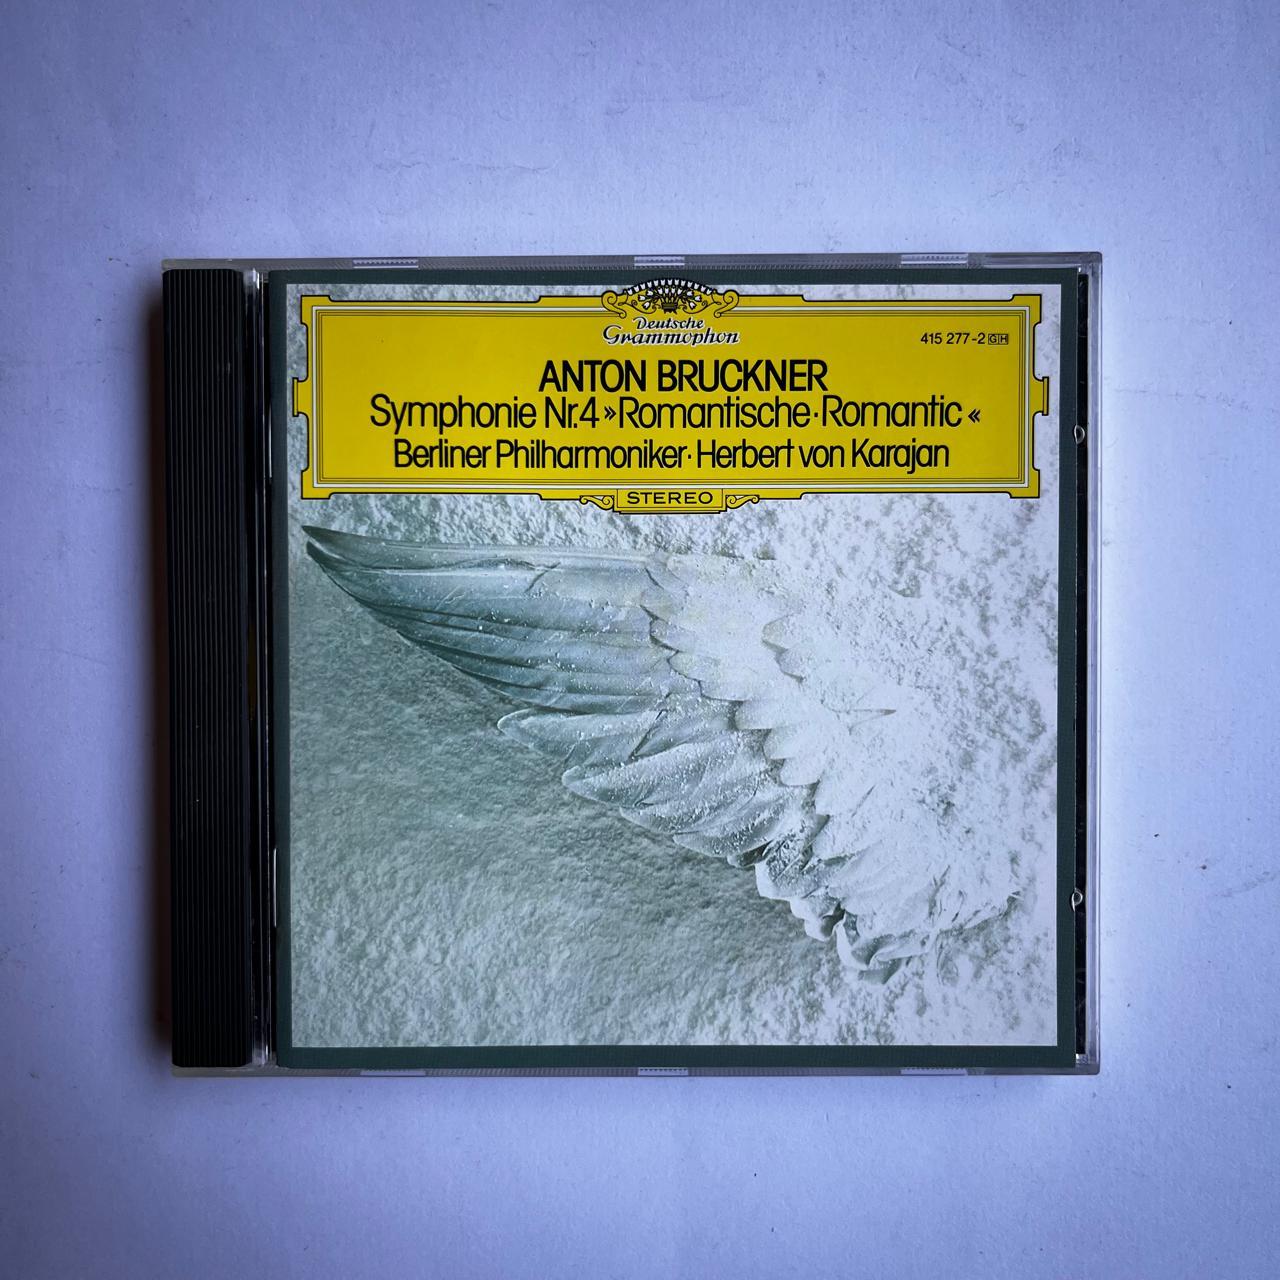 Deutsche
Grammophon
415 277-2 GH
ANTON BRUCKNER
Symphonie Nr.4 »Romantische·Romantic«
Berliner Philharmoniker·Herbert von Karajan
STEREO